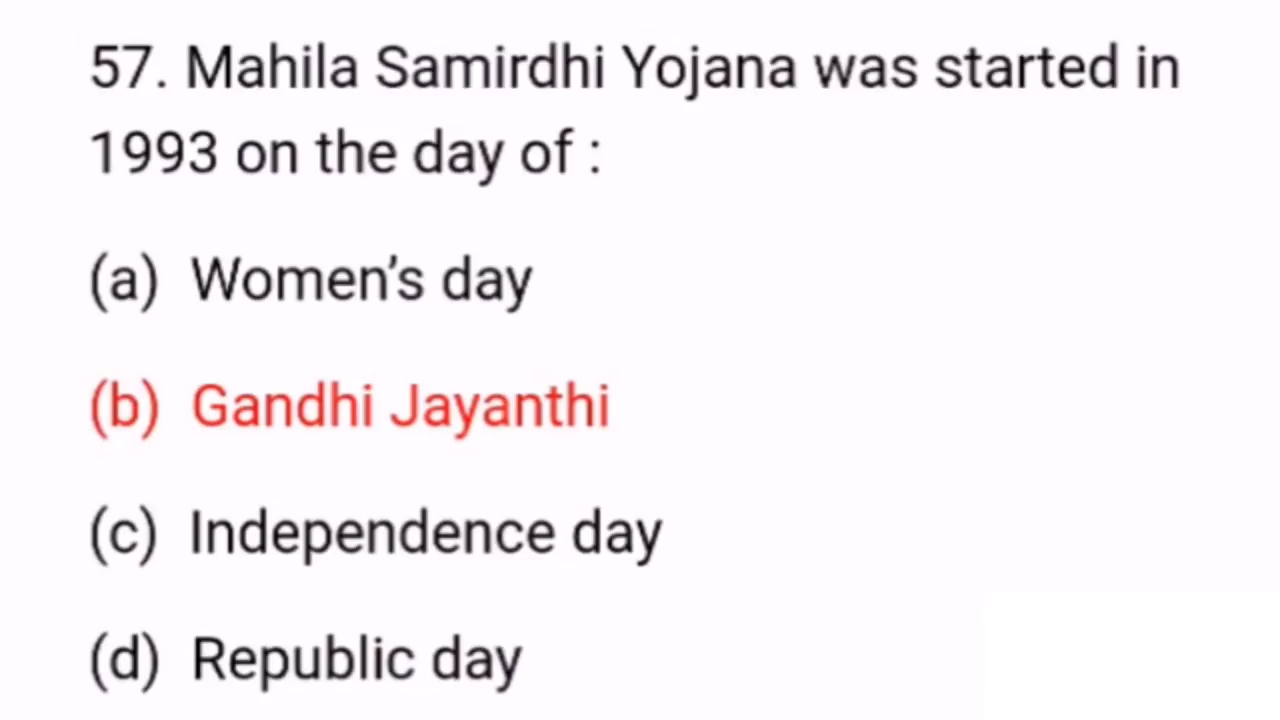 57. Mahila Samirdhi Yojana was started in
1993 on the day of :
(a) Women's day
(b) Gandhi Jayanthi
(c) Independence day
(d) Republic day